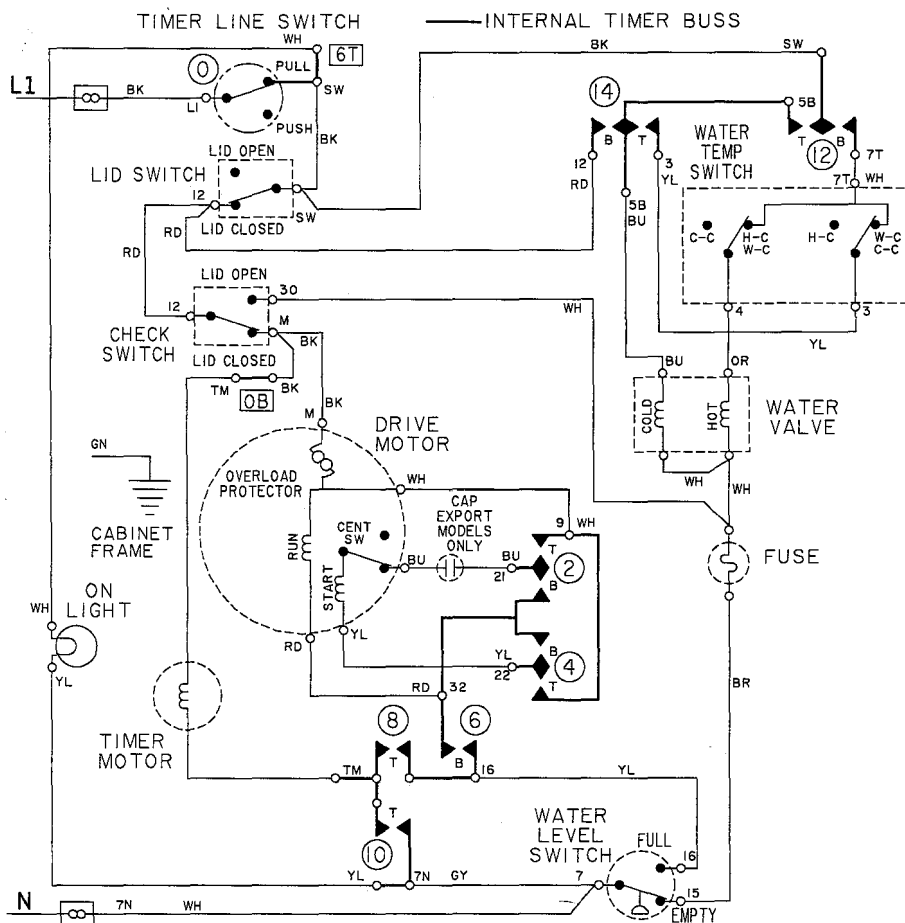 TIMER LINE SWITCH
INTERNAL TIMER BUSS
WH
6T
BK
SW
0
PULL
SW
L1
BK
L1
PUSH
BK
14
5B
B T
T B
12
LID OPEN
WATER TEMP SWITCH
LID SWITCH
12
SW
12
RD
3
YL
7T
7T WH
RD
LID CLOSED
5B
BU
RD
C-C
H-C
W-C
H-C
W-C
C-C
LID OPEN
12
30
WH
M
BK
4
3
CHECK SWITCH
LID CLOSED
YL
TM
BK
0B
BU
OR
BK
M
COLD
HOT
WATER VALVE
DRIVE MOTOR
GN
OVERLOAD PROTECTOR
WH
WH
WH
CABINET FRAME
CENT SW
CAP EXPORT MODELS ONLY
9 WH
T
FUSE
RUN
START
BU
BU
21
2
B
ON LIGHT
WH
YL
YL
B
RD
YL
22
4
T
BR
RD
32
TIMER MOTOR
8
6
T
B
TM
16
YL
T
WATER LEVEL SWITCH
FULL
16
10
YL
7N
GY
7
15
EMPTY
N
7N
WH